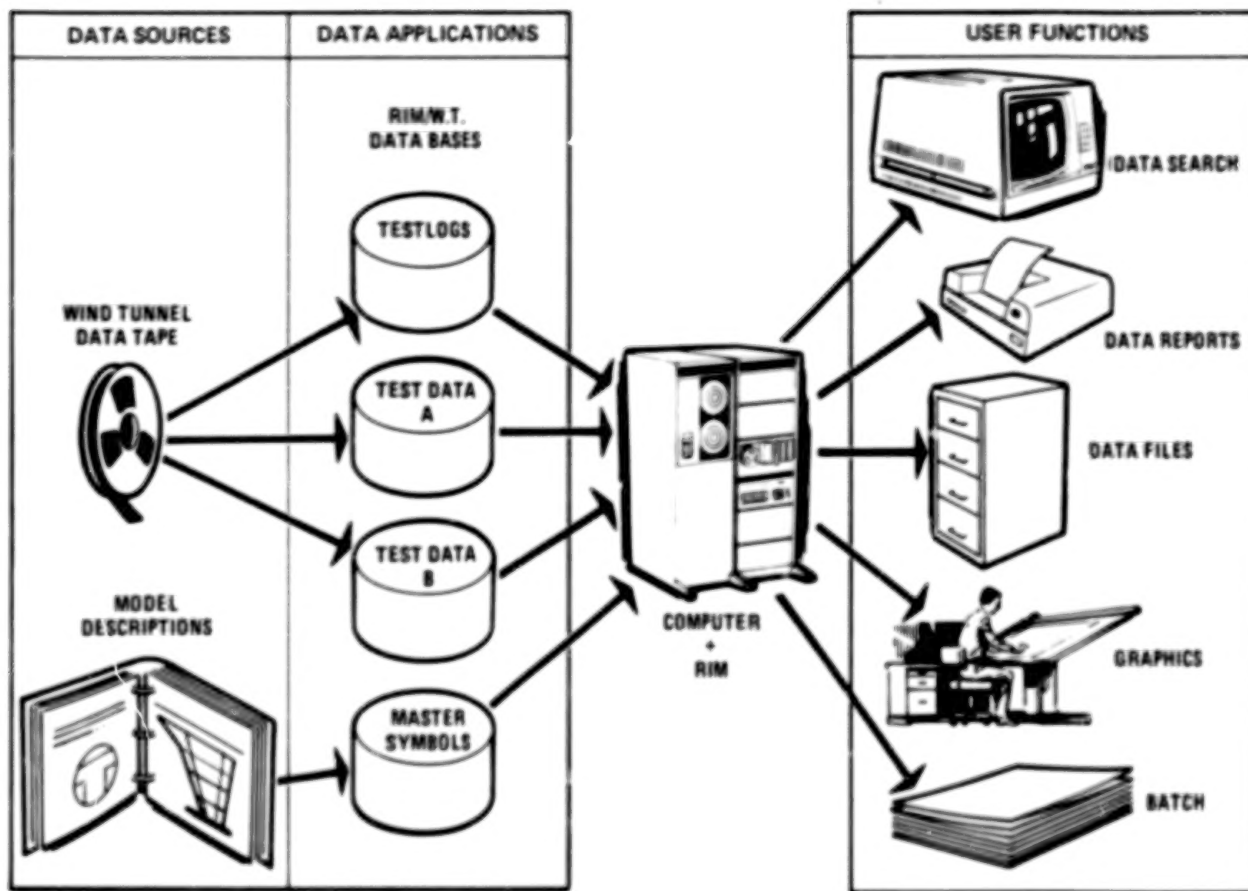 DATA SOURCES
DATA APPLICATIONS
USER FUNCTIONS
RIM/W.T.
DATA BASES
TESTLOGS
TEST DATA
A
TEST DATA
B
MASTER
SYMBOLS
WIND TUNNEL
DATA TAPE
MODEL
DESCRIPTIONS
COMPUTER
+
RIM
DATA SEARCH
DATA REPORTS
DATA FILES
GRAPHICS
BATCH